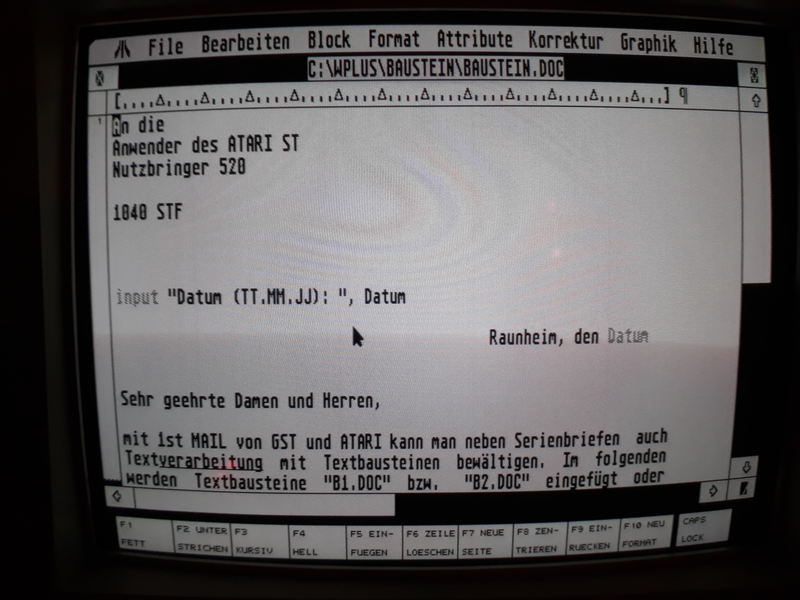 File Bearbeiten Block Format Attribute Korrektur Graphik Hilfe
C:\WPLUS\BAUSTEIN\BAUSTEIN.DOC
An die
Anwender des ATARI ST
Nutzbringer 520
1040 STF
input "Datum (TT.MM.JJ): ", Datum
Raunheim, den Datum
Sehr geehrte Damen und Herren,
mit 1st MAIL von GST und ATARI kann man neben Serienbriefen auch
Textverarbeitung mit Textbausteinen bewältigen. Im folgenden
werden Textbausteine "B1.DOC" bzw. "B2.DOC" eingefügt oder
F1 FETT
F2 UNTER STRICHEN
F3 KURSIV
F4 HELL
F5 EIN- FUEGEN
F6 ZEILE LOESCHEN
F7 NEUE SEITE
F8 ZEN- TRIEREN
F9 EIN- RUECKEN
F10 NEU FORMAT
CAPS LOCK